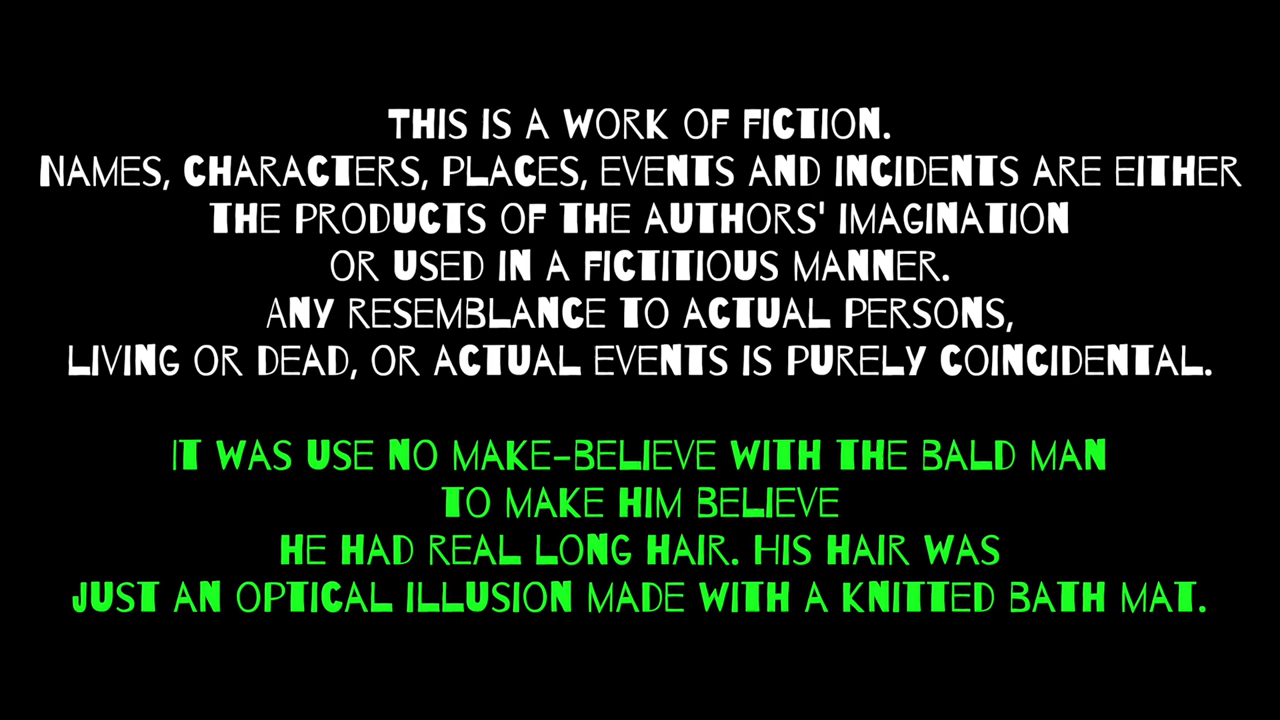 THIS IS A WORK OF FICTION.
NAMES, CHARACTERS, PLACES, EVENTS AND INCIDENTS ARE EITHER
THE PRODUCTS OF THE AUTHORS' IMAGINATION
OR USED IN A FICTITIOUS MANNER.
ANY RESEMBLANCE TO ACTUAL PERSONS,
LIVING OR DEAD, OR ACTUAL EVENTS IS PURELY COINCIDENTAL.
IT WAS USE NO MAKE-BELIEVE WITH THE BALD MAN
TO MAKE HIM BELIEVE
HE HAD REAL LONG HAIR. HIS HAIR WAS
JUST AN OPTICAL ILLUSION MADE WITH A KNITTED BATH MAT.